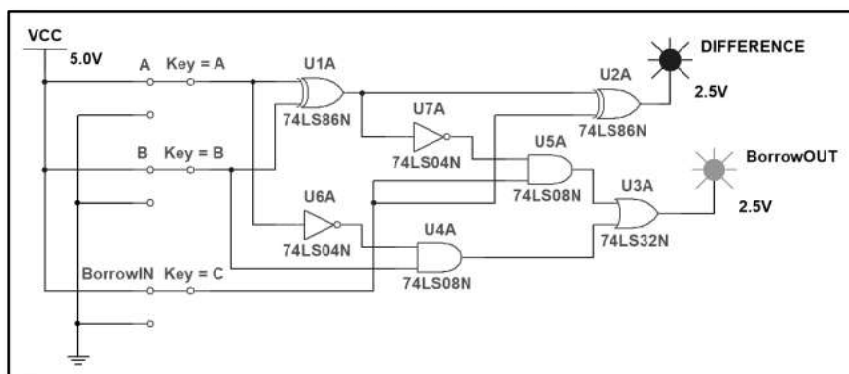 VCC
5.0V
A Key = A
U1A
74LS86N
U2A
74LS86N
DIFFERENCE
2.5V
U7A
74LS04N
B Key = B
U5A
74LS08N
BorrowOUT
2.5V
U6A
74LS04N
U3A
74LS32N
U4A
74LS08N
BorrowIN Key = C